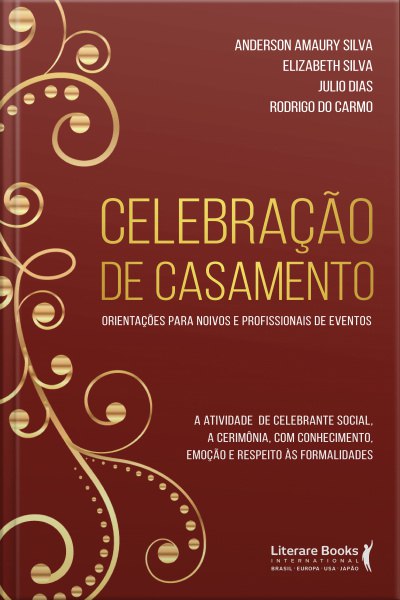 ANDERSON AMAURY SILVA
ELIZABETH SILVA
JULIO DIAS
RODRIGO DO CARMO
CELEBRAÇÃO
DE CASAMENTO
ORIENTAÇÕES PARA NOIVOS E PROFISSIONAIS DE EVENTOS
A ATIVIDADE DE CELEBRANTE SOCIAL,
A CERIMÔNIA, COM CONHECIMENTO,
EMOÇÃO E RESPEITO ÀS FORMALIDADES
Literare Books
INTERNATIONAL
BRASIL · EUROPA · USA · JAPÃO